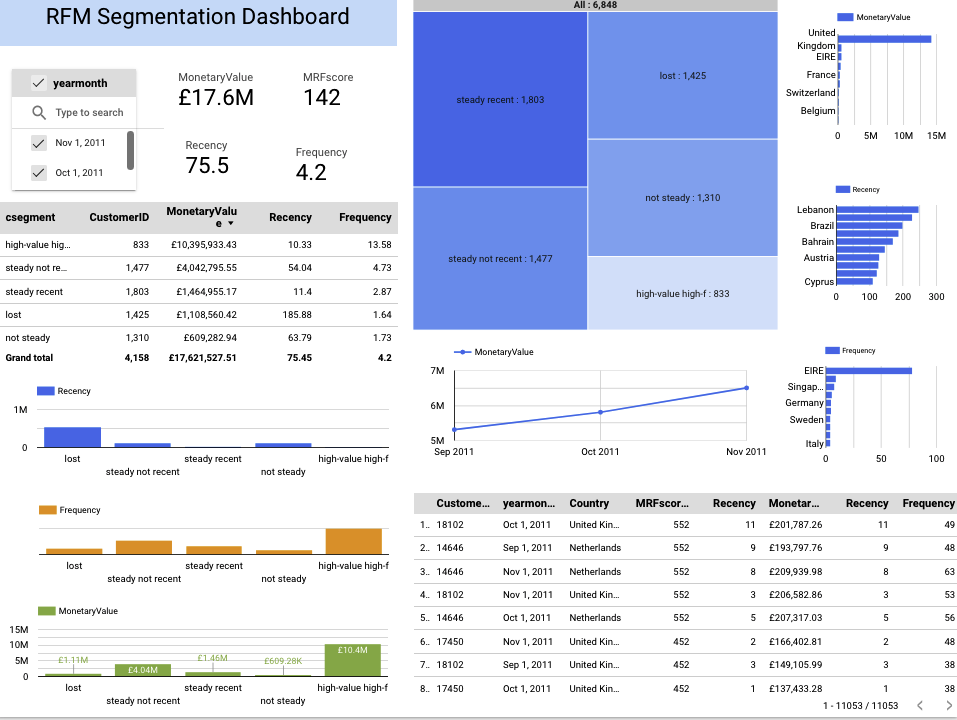 RFM Segmentation Dashboard
yearmonth
Type to search
Nov 1, 2011
Oct 1, 2011
MonetaryValue
£17.6M
MRFscore
142
Recency
75.5
Frequency
4.2
csegment CustomerID MonetaryValu
e Recency Frequency
high-value hig... 833 £10,395,933.43 10.33 13.58
steady not re... 1,477 £4,042,795.55 54.04 4.73
steady recent 1,803 £1,464,955.17 11.4 2.87
lost 1,425 £1,108,560.42 185.88 1.64
not steady 1,310 £609,282.94 63.79 1.73
Grand total 4,158 £17,621,527.51 75.45 4.2
Recency
1M
0
lost steady recent high-value high-f
steady not recent not steady
Frequency
lost steady recent high-value high-f
steady not recent not steady
MonetaryValue
15M
10M
5M
0
£1.11M £4.04M £1.46M £609.28K £10.4M
lost steady recent high-value high-f
steady not recent not steady
All : 6,848
steady recent : 1,803
lost : 1,425
not steady : 1,310
steady not recent : 1,477
high-value high-f : 833
MonetaryValue
7M
6M
5M
Sep 2011 Oct 2011 Nov 2011
MonetaryValue
United
Kingdom
EIRE
France
Switzerland
Belgium
0 5M 10M 15M
Recency
Lebanon
Brazil
Bahrain
Austria
Cyprus
0 100 200 300
Frequency
EIRE
Singap...
Germany
Sweden
Italy
0 50 100
Custome... yearmon... Country MRFscor... Recency Monetar... Recency Frequency
1.. 18102 Oct 1, 2011 United Kin... 552 11 £201,787.26 11 49
2.. 14646 Sep 1, 2011 Netherlands 552 9 £193,797.76 9 48
3.. 14646 Nov 1, 2011 Netherlands 552 8 £209,939.98 8 63
4.. 18102 Nov 1, 2011 United Kin... 552 3 £206,582.86 3 53
5.. 14646 Oct 1, 2011 Netherlands 552 5 £207,317.03 5 56
6.. 17450 Nov 1, 2011 United Kin... 452 2 £166,402.81 2 48
7.. 18102 Sep 1, 2011 United Kin... 452 3 £149,105.99 3 38
8.. 17450 Oct 1, 2011 United Kin... 452 1 £137,433.28 1 38
1 - 11053 / 11053